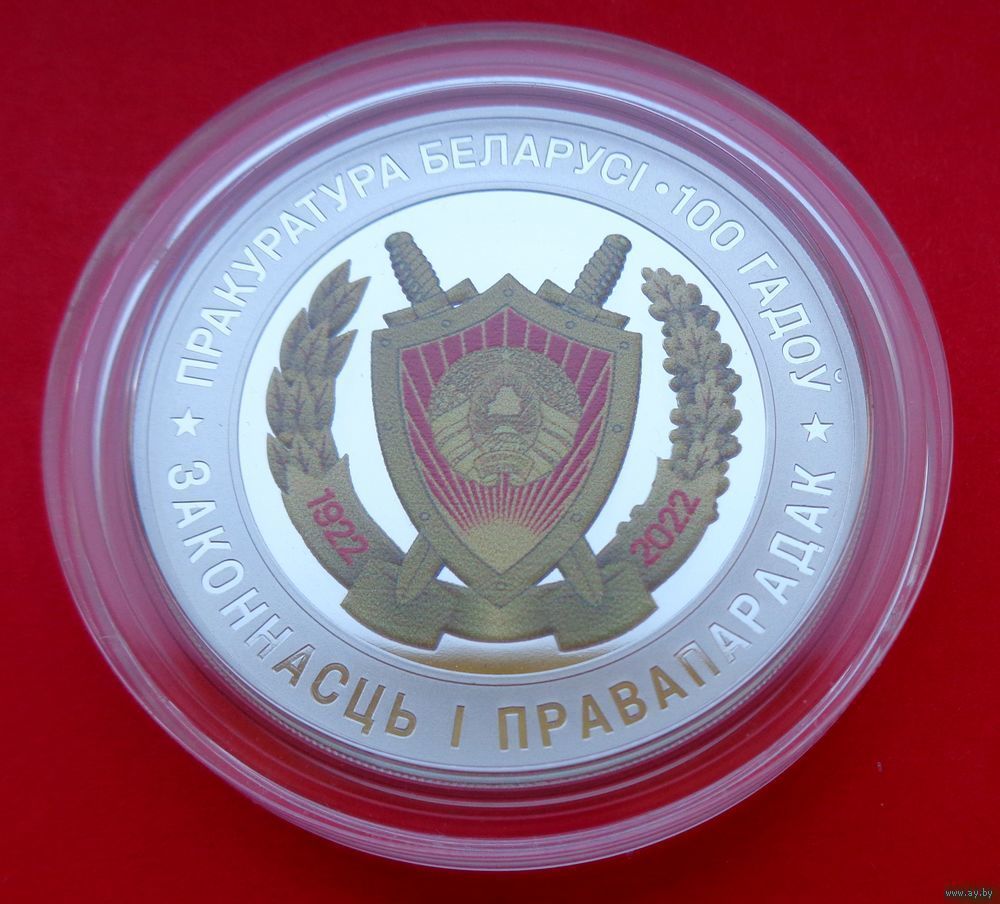 ПРАКУРАТУРА БЕЛАРУСІ · 100 ГАДОЎ
1922
2022
★ ЗАКОННАСЦЬ І ПРАВАПАРАДАК ★
www.ay.by